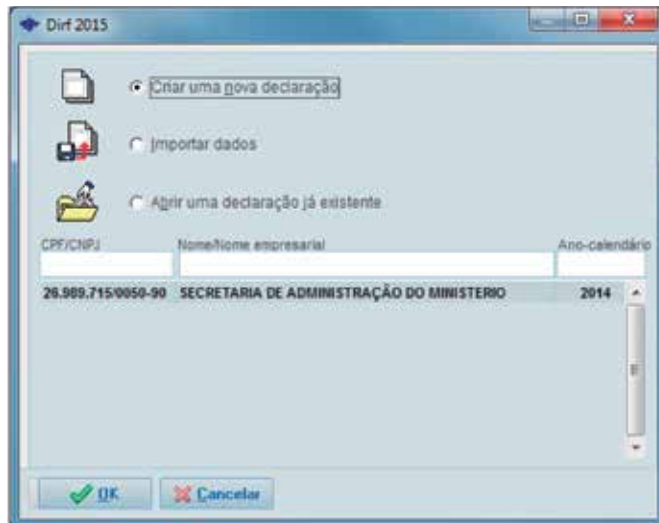 Dirf 2015
Criar uma nova declaração
Importar dados
Abrir uma declaração já existente
CPF/CNPJ Nome/Nome empresarial Ano-calendário
26.989.715/0050-90 SECRETARIA DE ADMINISTRAÇÃO DO MINISTERIO 2014
OK Cancelar